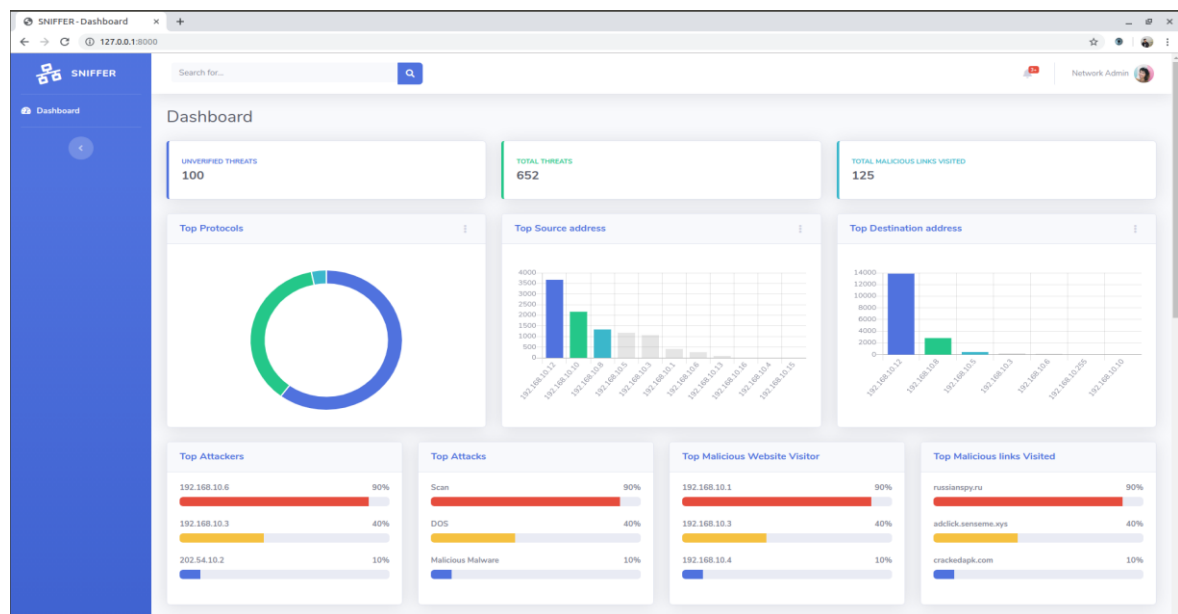 SNIFFER - Dashboard
127.0.0.1:8000
SNIFFER
Search for...
3+
Network Admin
Dashboard
Dashboard
UNVERIFIED THREATS
100
TOTAL THREATS
652
TOTAL MALICIOUS LINKS VISITED
125
Top Protocols
Top Source address
4000
3500
3000
2500
2000
1500
1000
500
0
192.168.10.12
192.168.10.10
192.168.10.8
192.168.10.5
192.168.10.3
192.168.10.1
192.168.10.6
192.168.10.13
192.168.10.16
192.168.10.4
192.168.10.15
Top Destination address
14000
12000
10000
8000
6000
4000
2000
0
192.168.10.12
192.168.10.8
192.168.10.5
192.168.10.3
192.168.10.6
192.168.10.255
192.168.10.10
Top Attackers
192.168.10.6 90%
192.168.10.3 40%
202.54.10.2 10%
Top Attacks
Scan 90%
DOS 40%
Malicious Malware 10%
Top Malicious Website Visitor
192.168.10.1 90%
192.168.10.3 40%
192.168.10.4 10%
Top Malicious links Visited
russianspy.ru 90%
adclick.senseme.xys 40%
crackedapk.com 10%